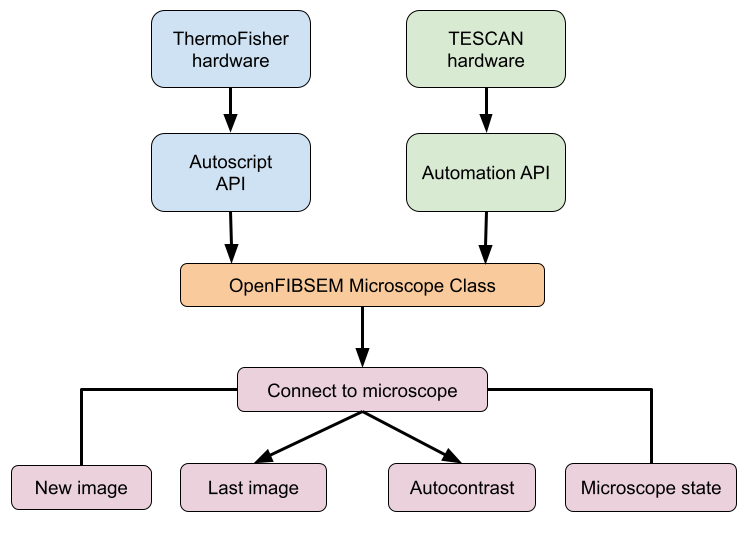 ThermoFisher
hardware
TESCAN
hardware
Autoscript
API
Automation API
OpenFIBSEM Microscope Class
Connect to microscope
New image
Last image
Autocontrast
Microscope state